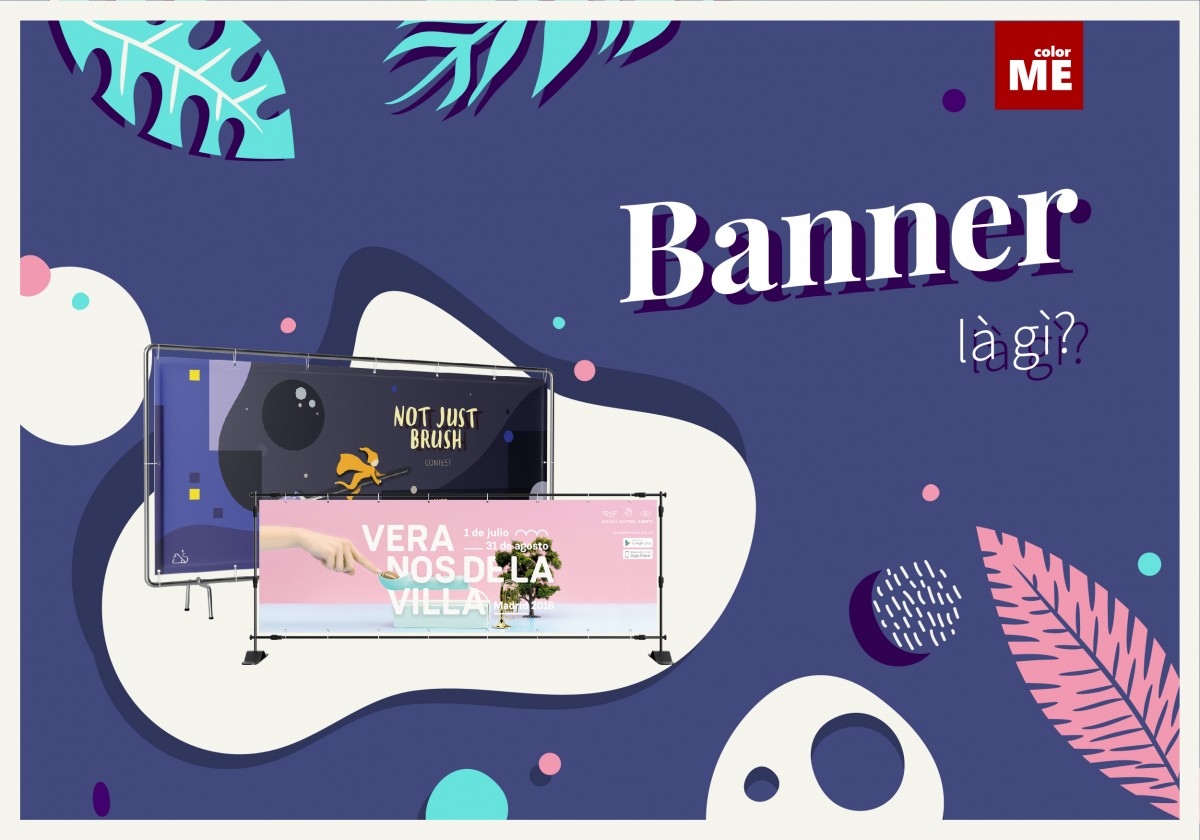 color
ME
Banner
là gì?
NOT JUST
BRUSH
CONTEST
VERA
NOS DE LA
VILLA
1 de julio
31 de agosto
Madrid 2016